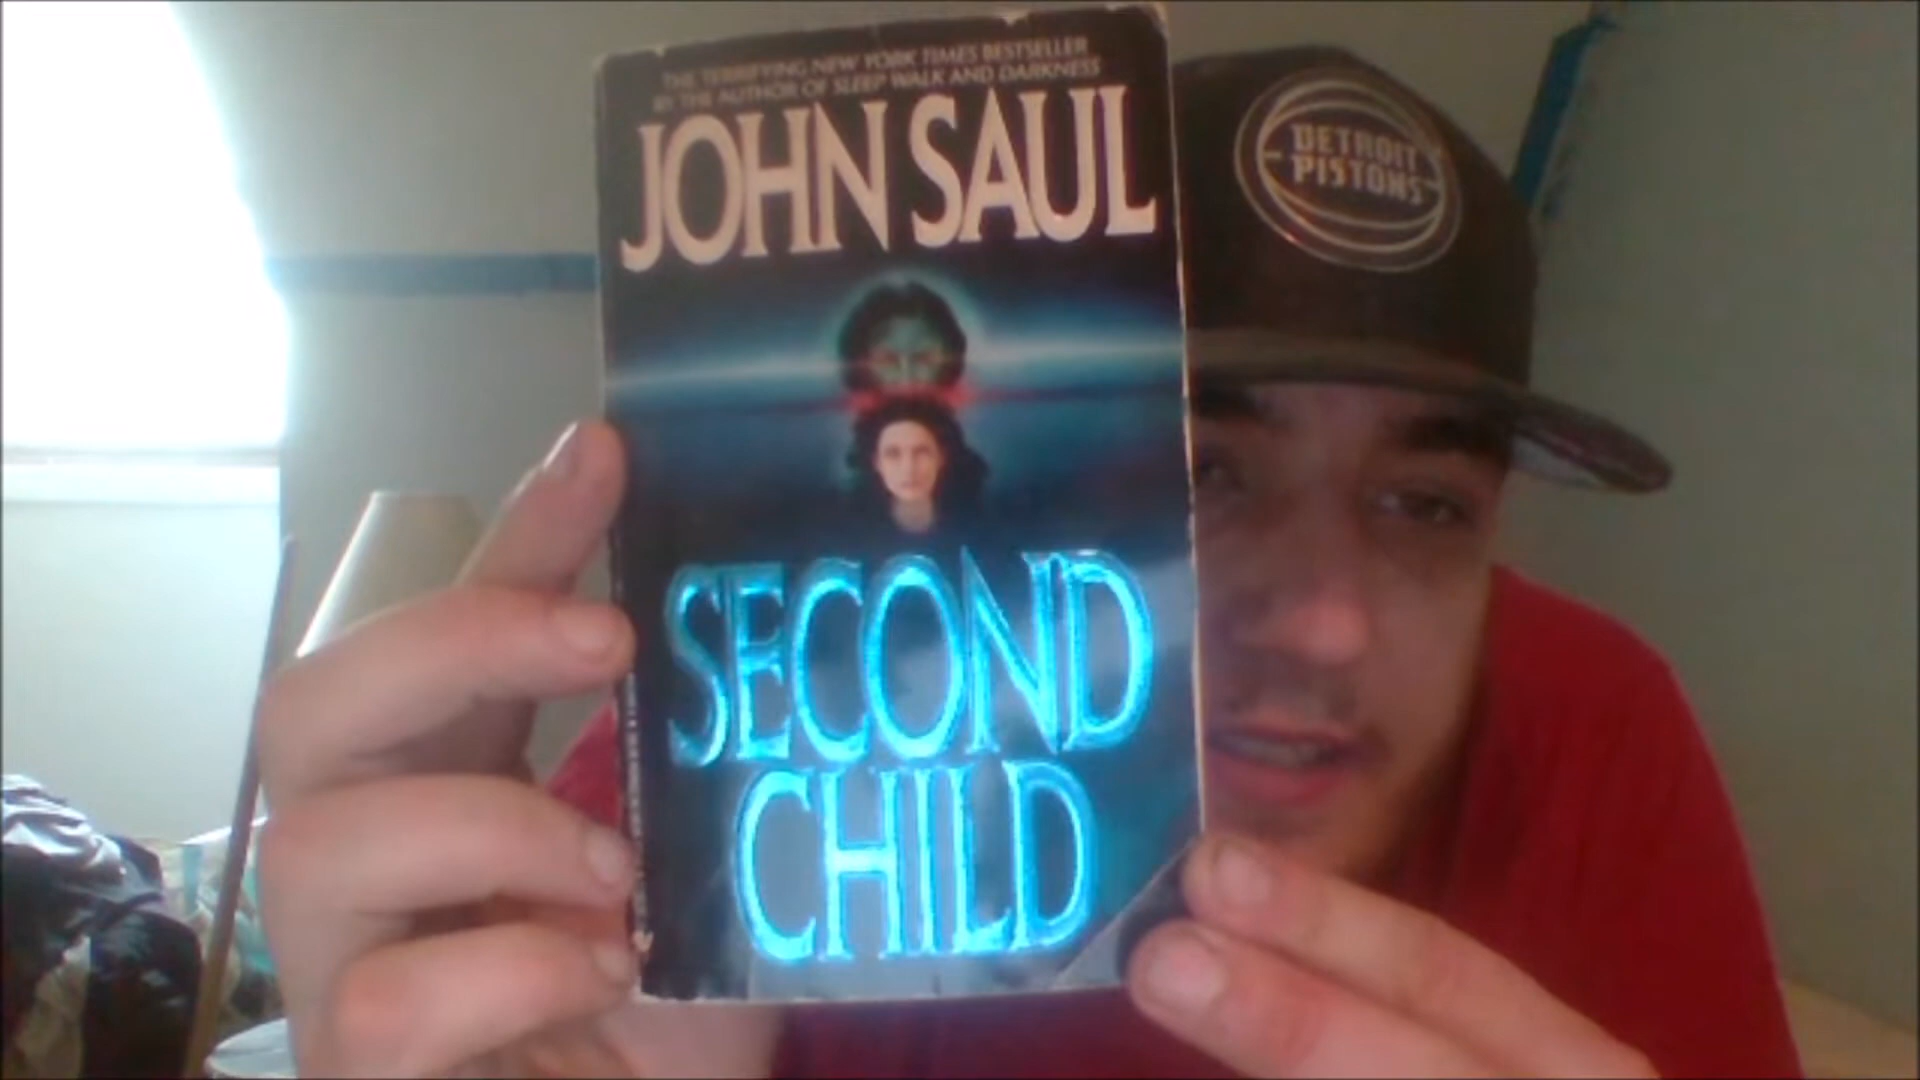 THE TERRIFYING NEW YORK TIMES BESTSELLER
BY THE AUTHOR OF SLEEP WALK AND DARKNESS
JOHN SAUL
SECOND
CHILD
DETROIT
PISTONS